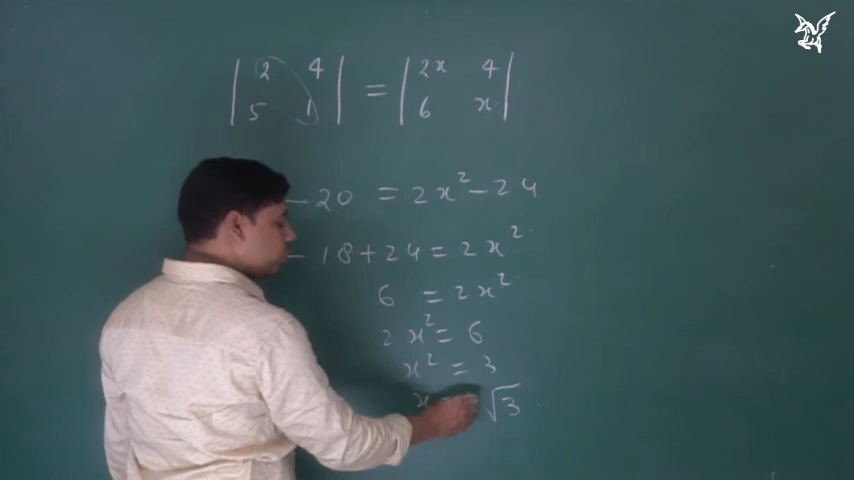 | 2 4 | = | 2x 4 |
| 5 1 | | 6 x |
- 20 = 2x² - 24
- 18 + 24 = 2x²
6 = 2x²
2x² = 6
x² = 3
x √3